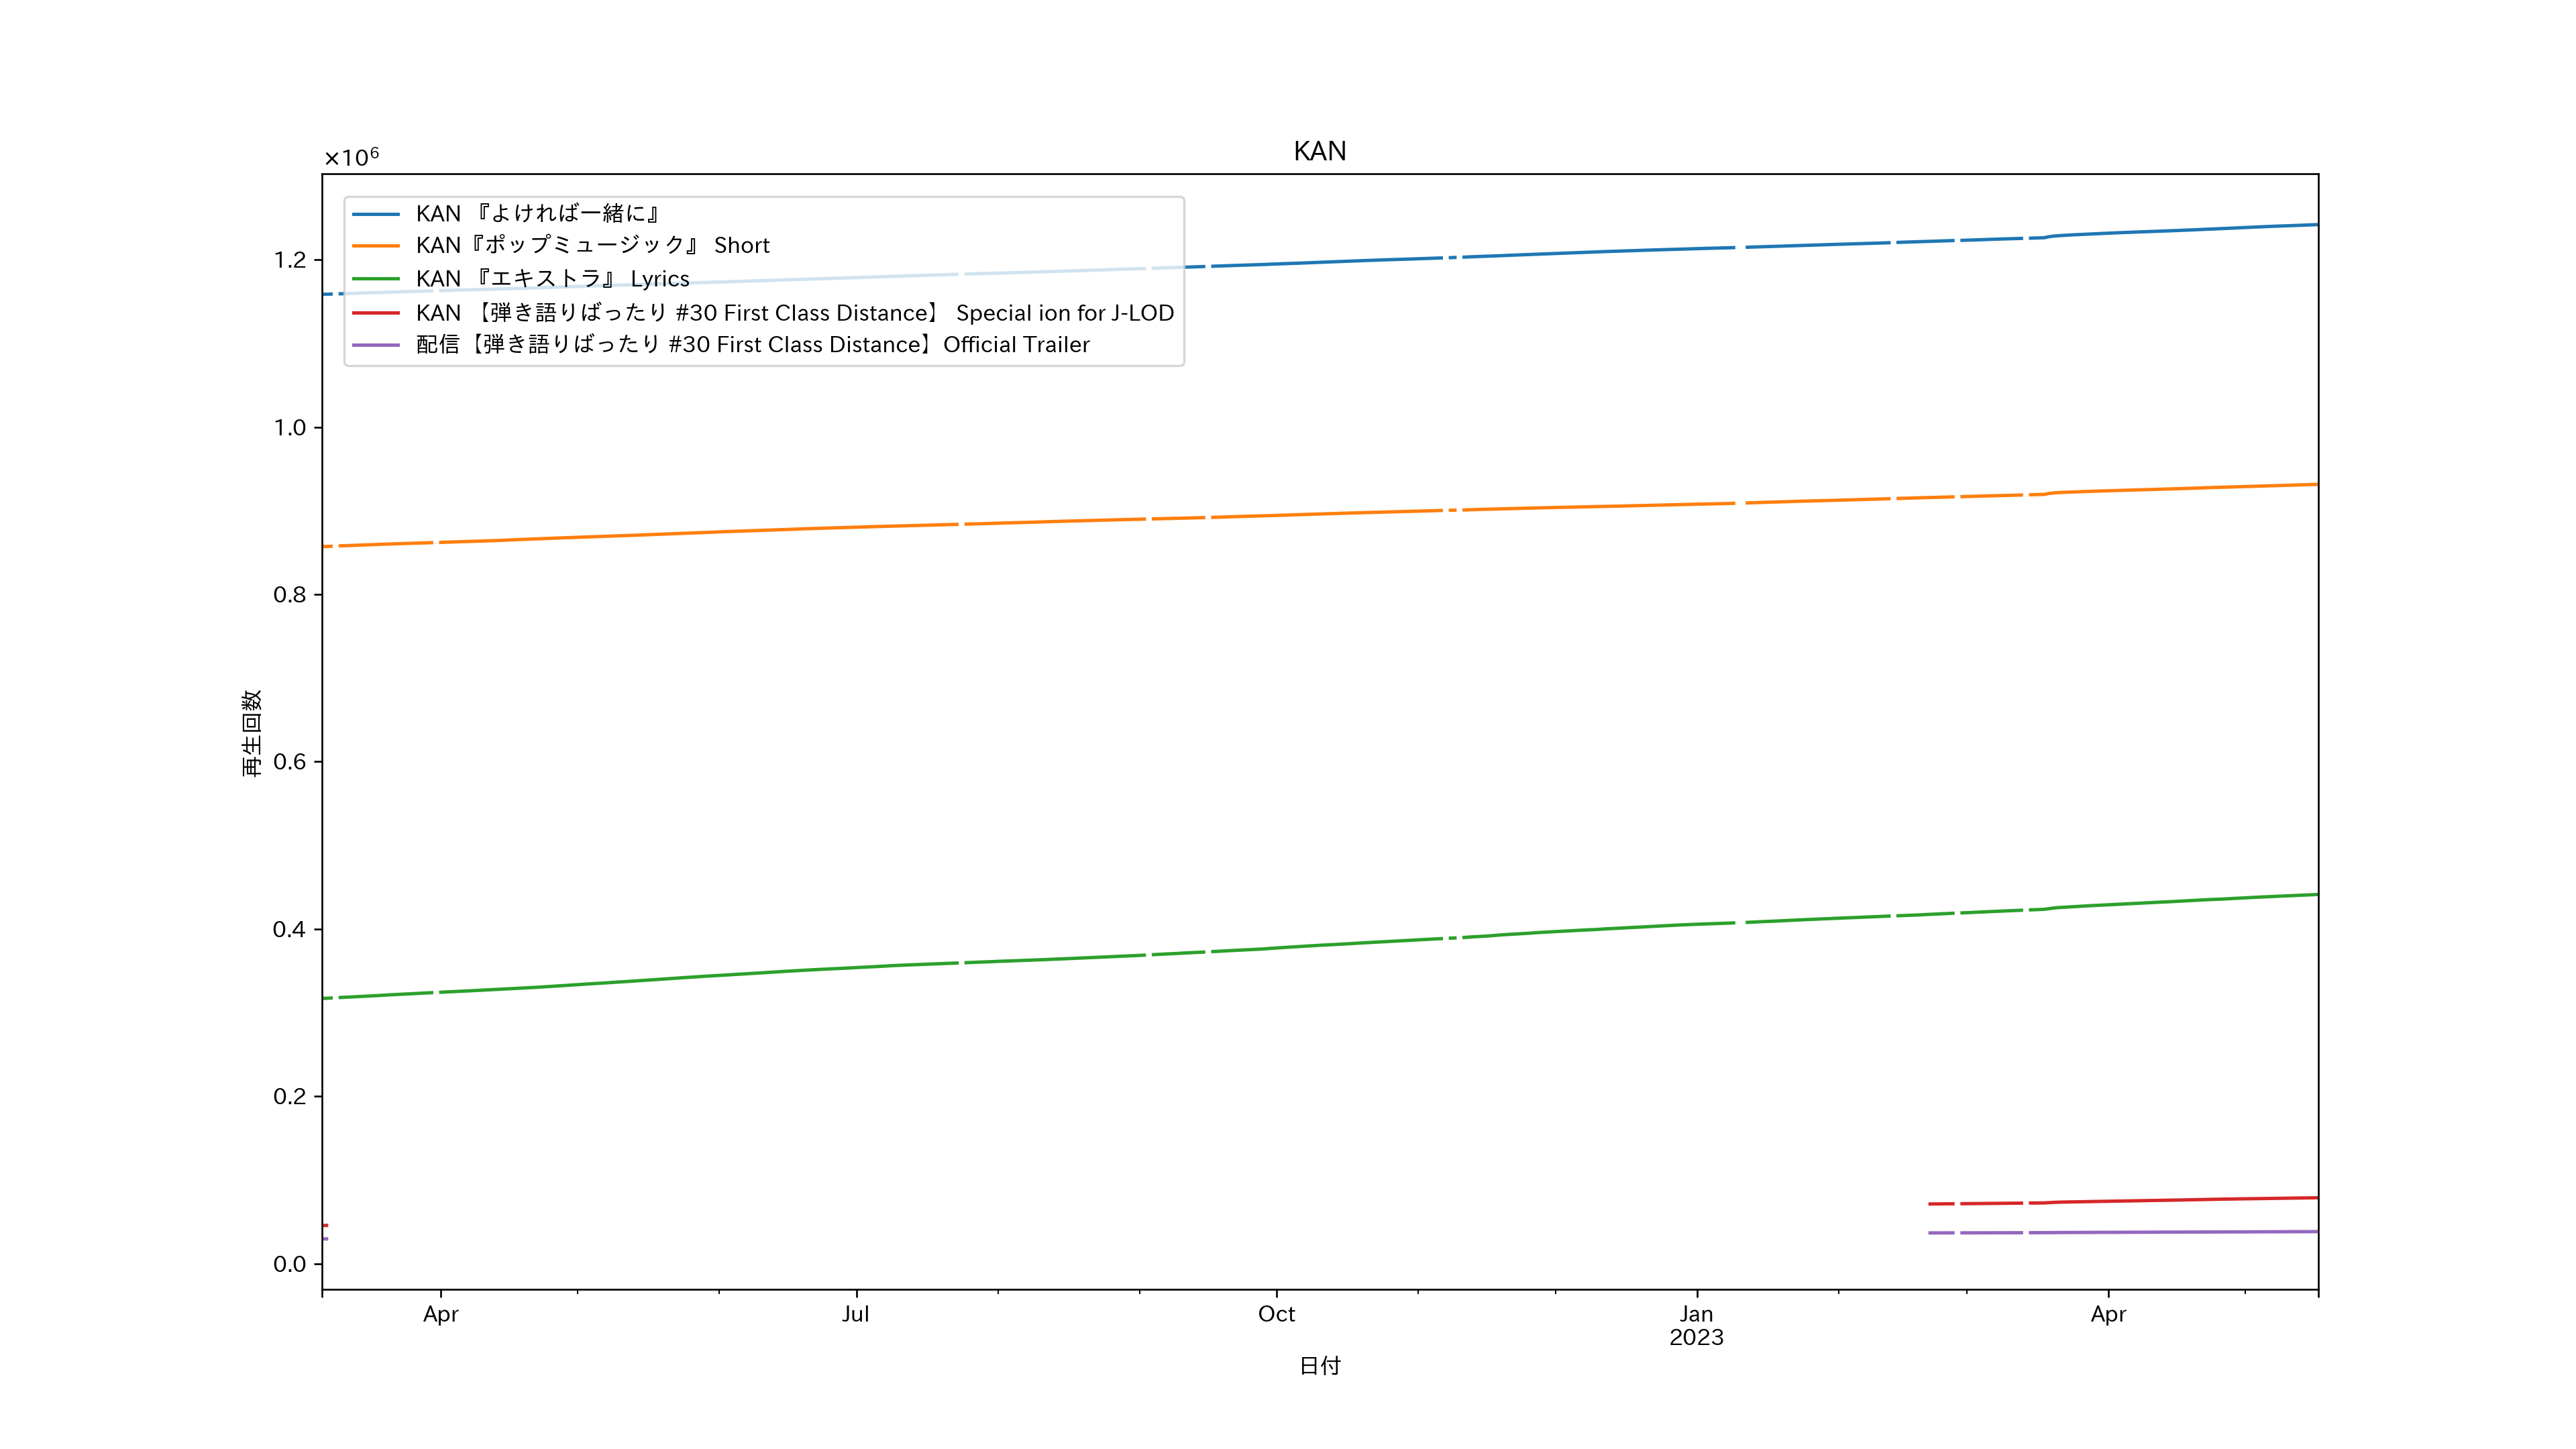 KAN
×10⁶
KAN 『よければ一緒に』
KAN『ポップミュージック』 Short
KAN 『エキストラ』 Lyrics
KAN 【弾き語りばったり #30 First Class Distance】 Special ion for J-LOD
配信【弾き語りばったり #30 First Class Distance】Official Trailer
1.2
1.0
0.8
0.6
0.4
0.2
0.0
再生回数
Apr
Jul
Oct
Jan
2023
Apr
日付